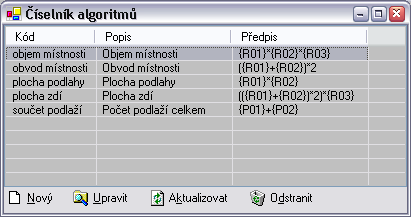 Číselník algoritmů
Kód Popis Předpis
objem místnosti Objem místnosti {R01}*{R02}*{R03}
obvod místnosti Obvod místnosti ({R01}+{R02})*2
plocha podlahy Plocha podlahy {R01}*{R02}
plocha zdí Plocha zdí (({R01}+{R02})*2)*{R03}
součet podlaží Počet podlaží celkem {P01}+{P02}
Nový Upravit Aktualizovat Odstranit